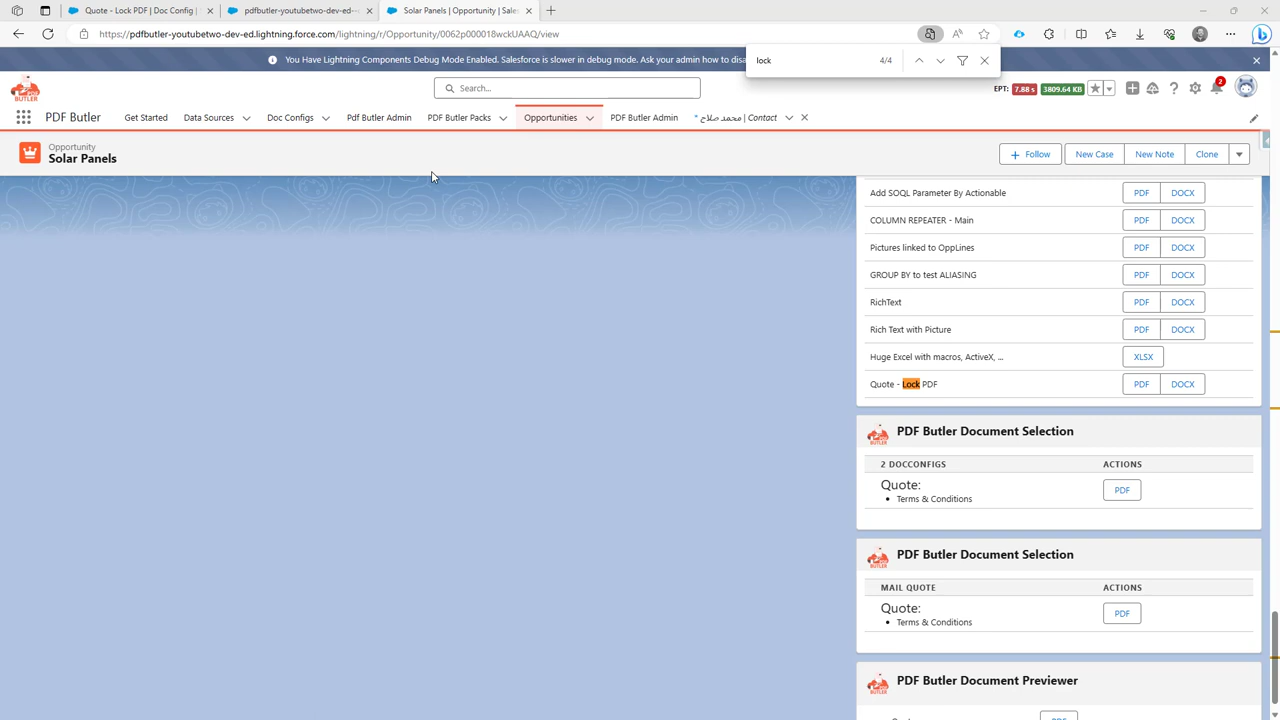 Quote - Lock PDF | Doc Config |
pdfbutler-youtubetwo-dev-ed--
Solar Panels | Opportunity | Sales
https://pdfbutler-youtubetwo-dev-ed.lightning.force.com/lightning/r/Opportunity/0062p000018wckUAAQ/view
lock
4/4
You Have Lightning Components Debug Mode Enabled. Salesforce is slower in debug mode. Ask your admin how to disa
BUTLER
Search...
EPT: 7.88 s 3809.64 KB
2
PDF Butler
Get Started
Data Sources
Doc Configs
Pdf Butler Admin
PDF Butler Packs
Opportunities
PDF Butler Admin
* محمد صلاح | Contact
Opportunity
Solar Panels
Follow
New Case
New Note
Clone
Add SOQL Parameter By Actionable PDF DOCX
COLUMN REPEATER - Main PDF DOCX
Pictures linked to OppLines PDF DOCX
GROUP BY to test ALIASING PDF DOCX
RichText PDF DOCX
Rich Text with Picture PDF DOCX
Huge Excel with macros, ActiveX, ... XLSX
Quote - Lock PDF PDF DOCX
BUTLER
PDF Butler Document Selection
2 DOCCONFIGS ACTIONS
Quote:
• Terms & Conditions
PDF
BUTLER
PDF Butler Document Selection
MAIL QUOTE ACTIONS
Quote:
• Terms & Conditions
PDF
BUTLER
PDF Butler Document Previewer